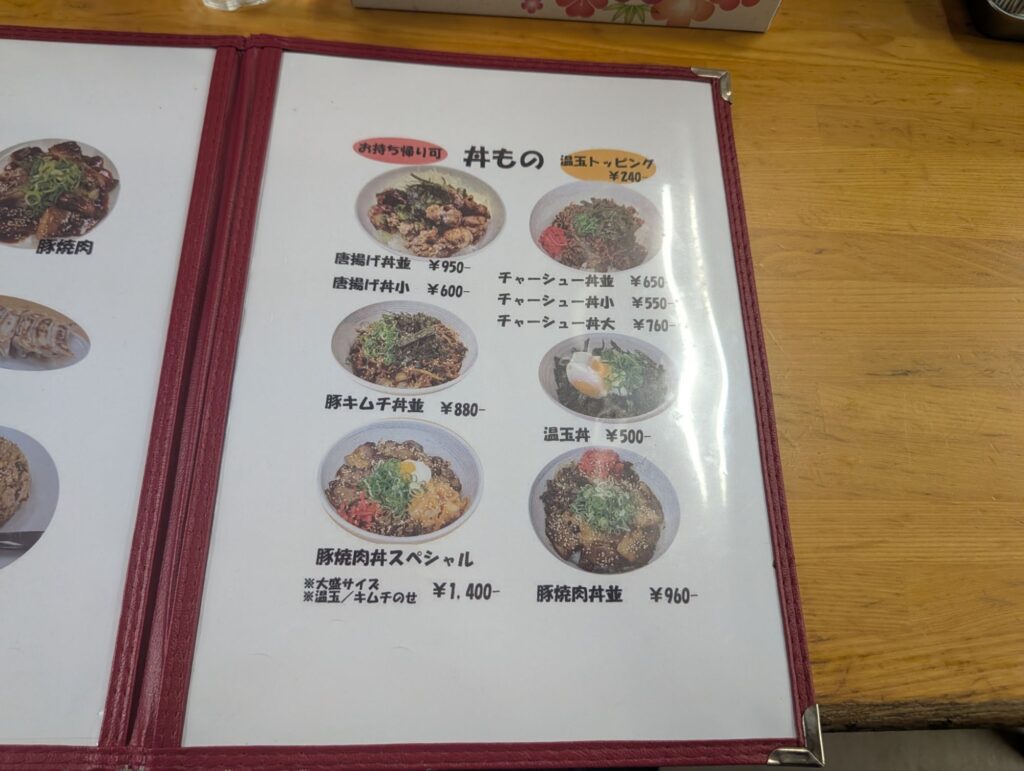 豚焼肉
お持ち帰り可
丼もの
温玉トッピング
¥240-
唐揚げ丼並 ¥950-
唐揚げ丼小 ¥600-
チャーシュー丼並 ¥650-
チャーシュー丼小 ¥550-
チャーシュー丼大 ¥760-
豚キムチ丼並 ¥880-
温玉丼 ¥500-
豚焼肉丼スペシャル
※大盛サイズ
※温玉/キムチのせ ¥1,400-
豚焼肉丼並 ¥960-